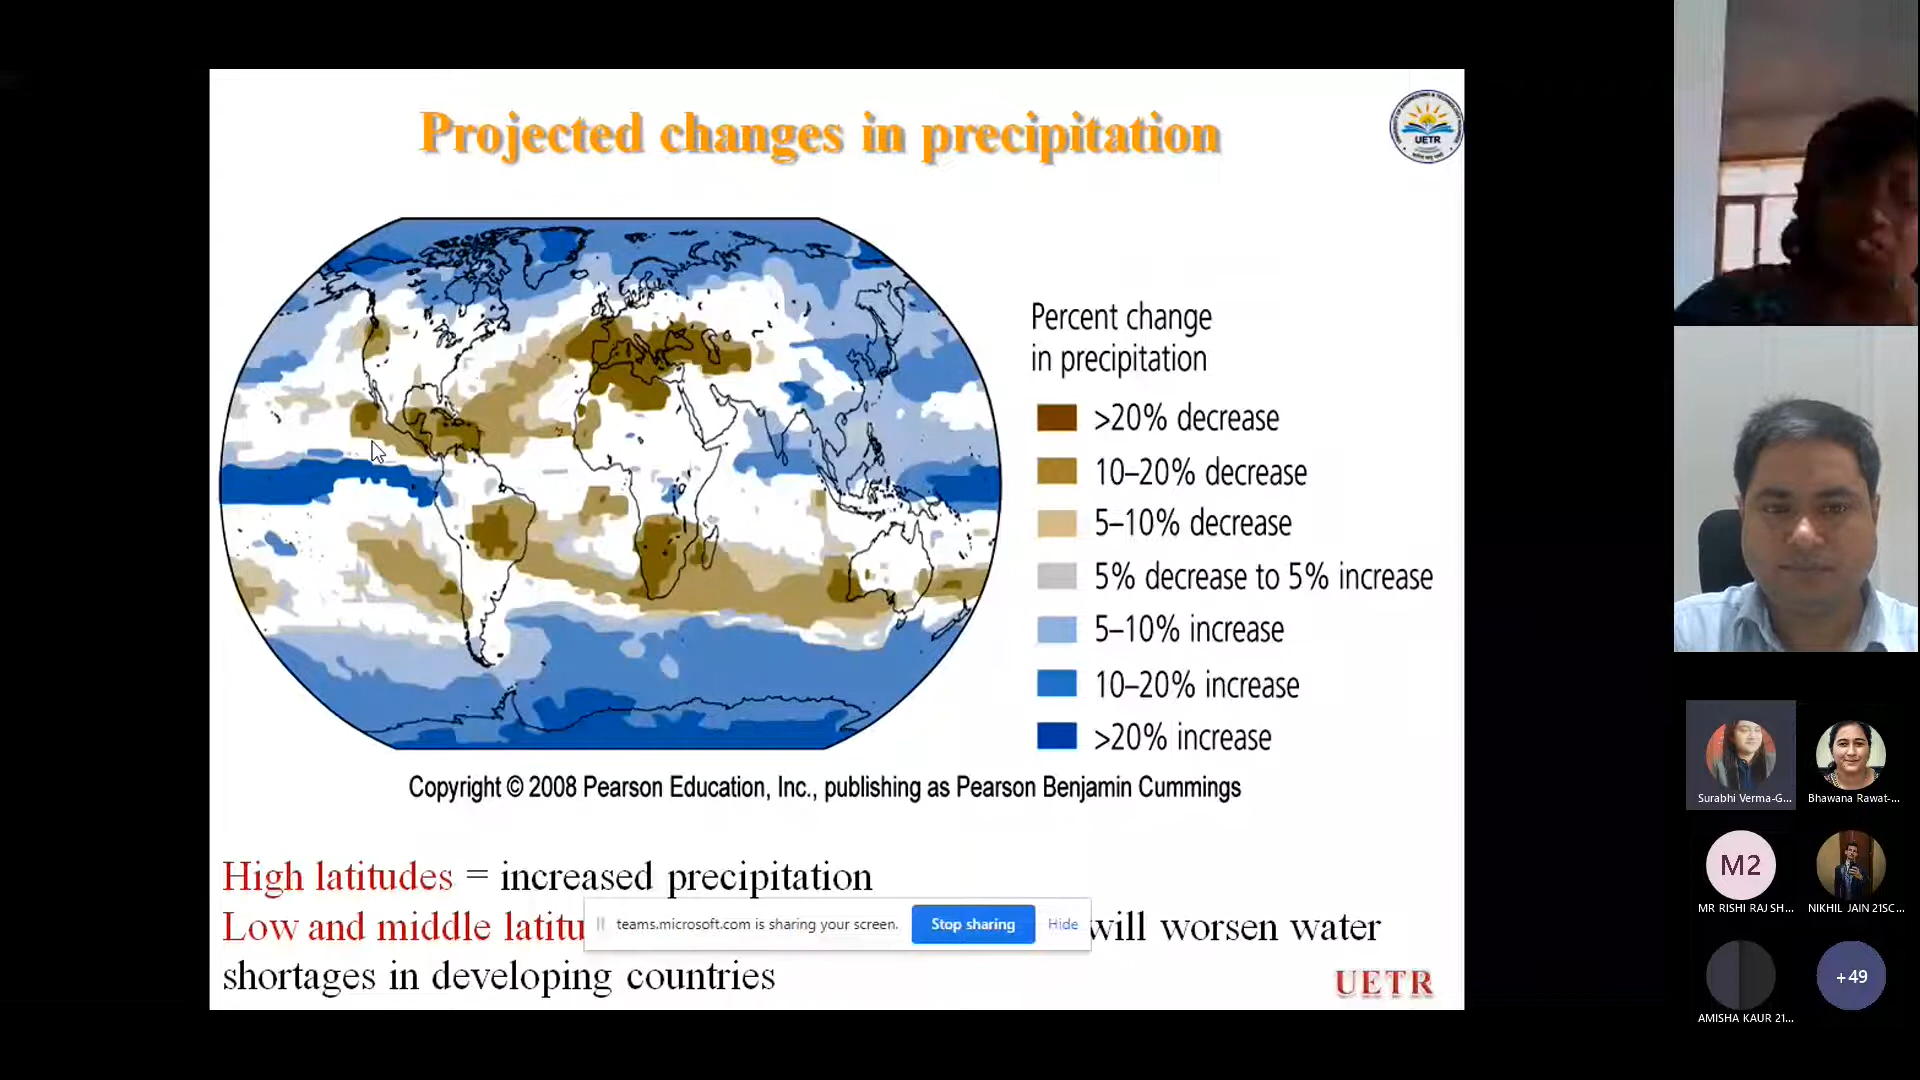 Projected changes in precipitation
UETR
Percent change
in precipitation
>20% decrease
10–20% decrease
5–10% decrease
5% decrease to 5% increase
5–10% increase
10–20% increase
>20% increase
Copyright © 2008 Pearson Education, Inc., publishing as Pearson Benjamin Cummings
High latitudes = increased precipitation
Low and middle will worsen water
shortages in developing countries
teams.microsoft.com is sharing your screen. Stop sharing Hide
UETR
Surabhi Verma-G... Bhawana Rawat-...
M2
MR RISHI RAJ SH... NIKHIL JAIN 21SC...
+49
AMISHA KAUR 21...